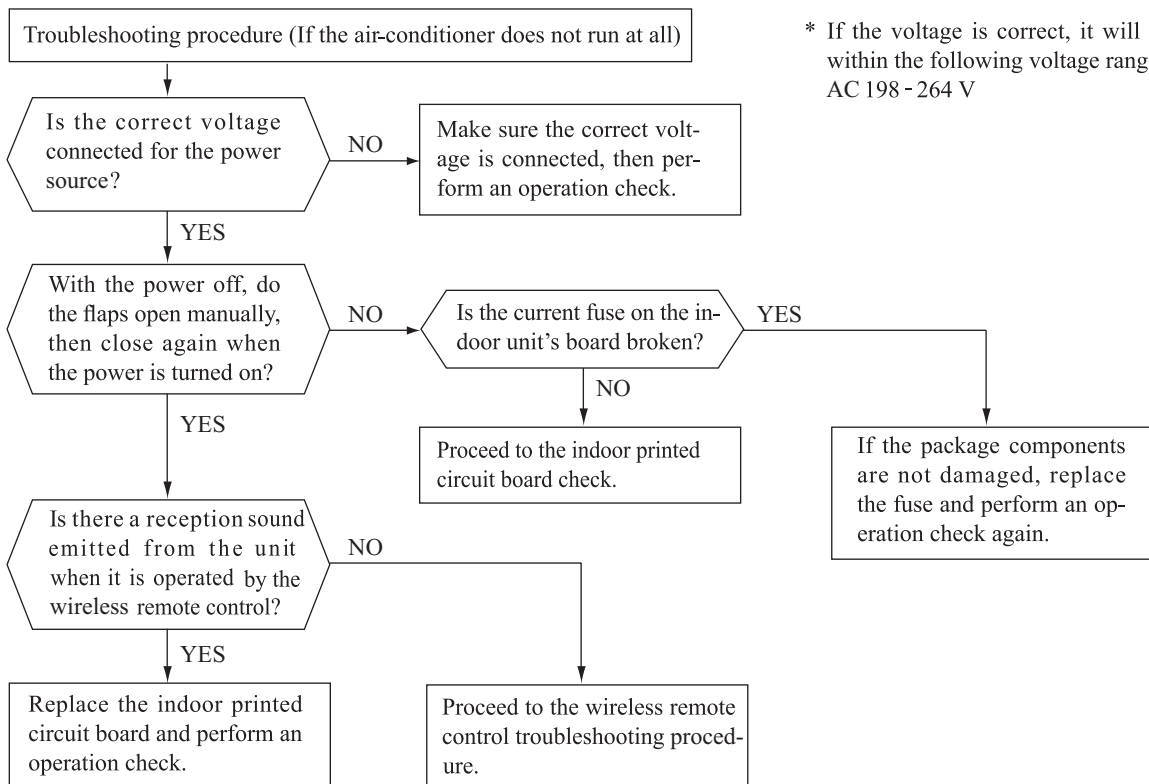 Troubleshooting procedure (If the air-conditioner does not run at all)
* If the voltage is correct, it will
within the following voltage rang
AC 198 - 264 V
Is the correct voltage
connected for the power
source?
NO
Make sure the correct volt-
age is connected, then per-
form an operation check.
YES
With the power off, do
the flaps open manually,
then close again when
the power is turned on?
NO
Is the current fuse on the in-
door unit's board broken?
YES
NO
YES
Proceed to the indoor printed
circuit board check.
If the package components
are not damaged, replace
the fuse and perform an op-
eration check again.
Is there a reception sound
emitted from the unit
when it is operated by the
wireless remote control?
NO
YES
Replace the indoor printed
circuit board and perform an
operation check.
Proceed to the wireless remote
control troubleshooting proced-
ure.